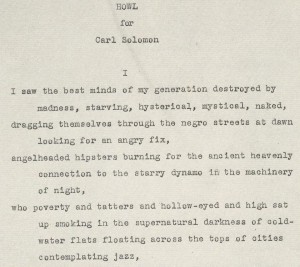 HOWL
for
Carl Solomon
I
I saw the best minds of my generation destroyed by
madness, starving, hysterical, mystical, naked,
dragging themselves through the negro streets at dawn
looking for an angry fix,
angelheaded hipsters burning for the ancient heavenly
connection to the starry dynamo in the machinery
of night,
who poverty and tatters and hollow-eyed and high sat
up smoking in the supernatural darkness of cold-
water flats floating across the tops of cities
contemplating jazz,